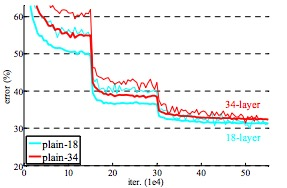 60
50
40
30
20
error (%)
34-layer
18-layer
plain-18
plain-34
0 10 20 30 40 50
iter. (1e4)